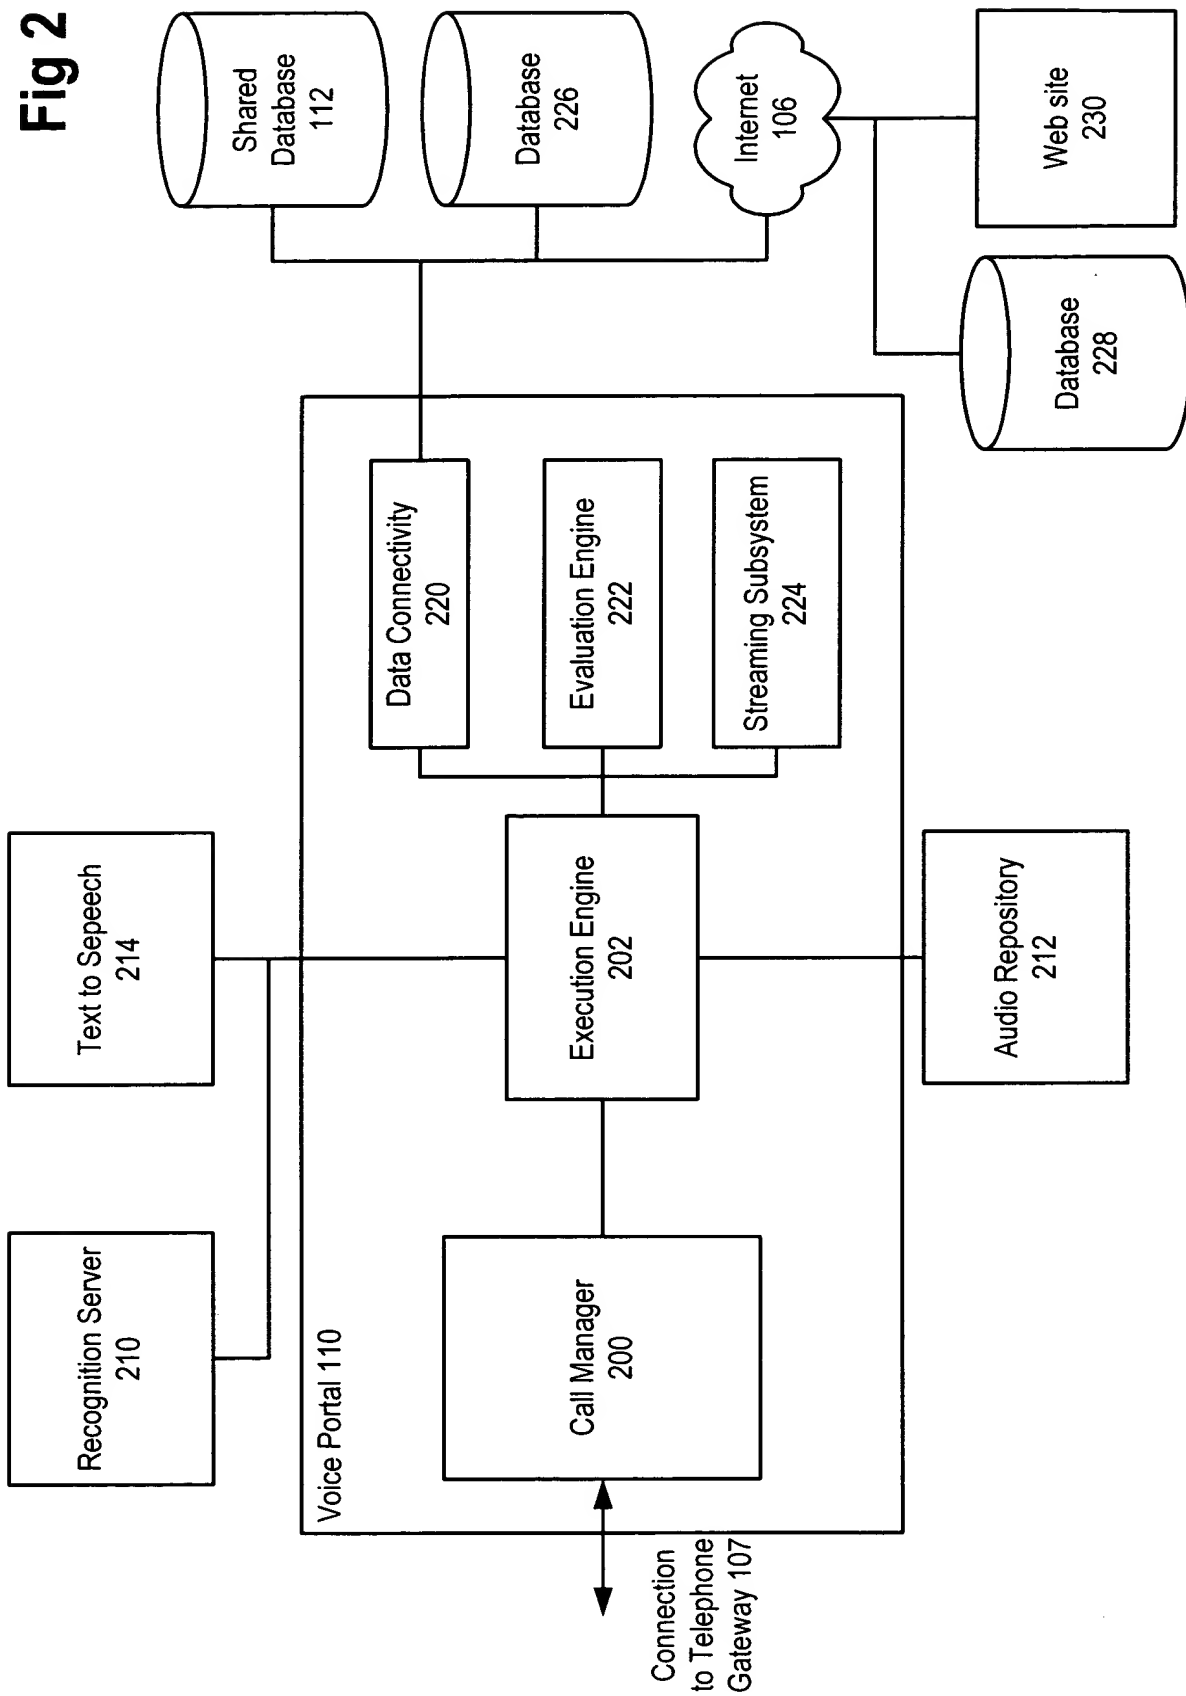 Fig 2
Recognition Server
210
Text to Sepeech
214
Shared
Database
112
Database
226
Internet
106
Web site
230
Database
228
Voice Portal 110
Data Connectivity
220
Evaluation Engine
222
Streaming Subsystem
224
Execution Engine
202
Call Manager
200
Connection
to Telephone
Gateway 107
Audio Repository
212